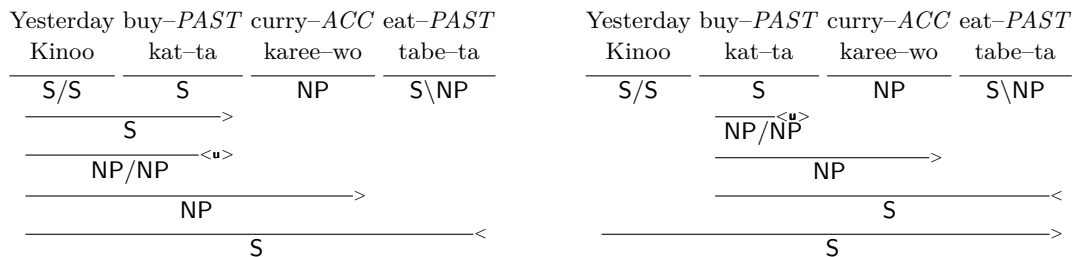 Yesterday buy–PAST curry–ACC eat–PAST
Kinoo kat–ta karee–wo tabe–ta
S/S S NP S\NP
>
S
<u>
NP/NP
>
NP
<
S
Yesterday buy–PAST curry–ACC eat–PAST
Kinoo kat–ta karee–wo tabe–ta
S/S S NP S\NP
<u>
NP/NP
>
NP
<
S
>
S